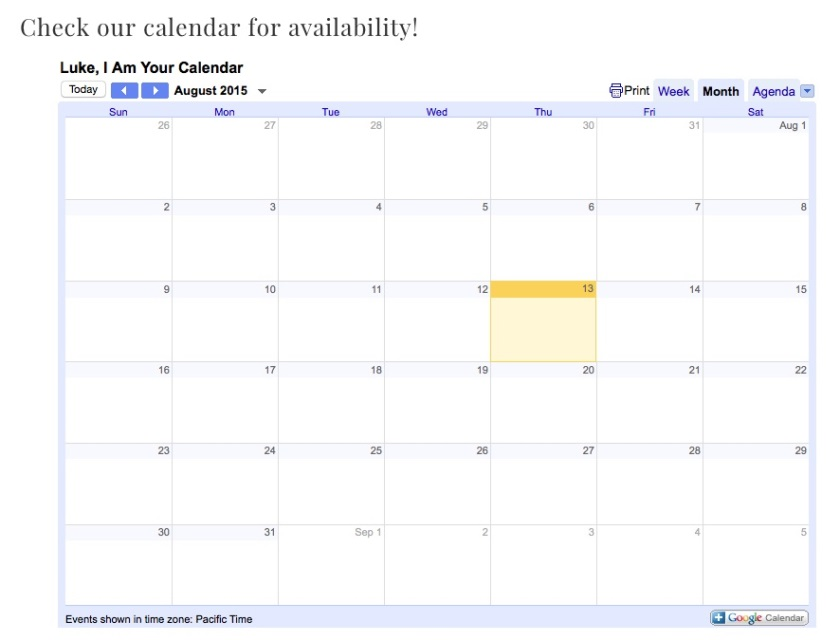 Check our calendar for availability!
Luke, I Am Your Calendar
Today August 2015 Print Week Month Agenda
Sun Mon Tue Wed Thu Fri Sat
26 27 28 29 30 31 Aug 1
2 3 4 5 6 7 8
9 10 11 12 13 14 15
16 17 18 19 20 21 22
23 24 25 26 27 28 29
30 31 Sep 1 2 3 4 5
Events shown in time zone: Pacific Time Google Calendar